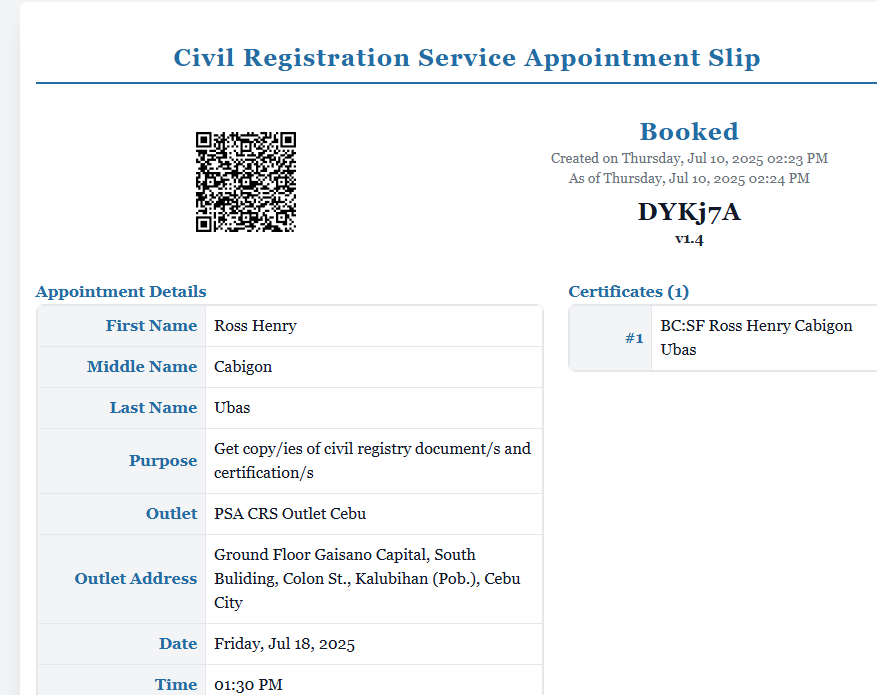 Civil Registration Service Appointment Slip
Booked
Created on Thursday, Jul 10, 2025 02:23 PM
As of Thursday, Jul 10, 2025 02:24 PM
DYKj7A
v1.4
Appointment Details
First Name Ross Henry
Middle Name Cabigon
Last Name Ubas
Purpose Get copy/ies of civil registry document/s and
certification/s
Outlet PSA CRS Outlet Cebu
Outlet Address Ground Floor Gaisano Capital, South
Buliding, Colon St., Kalubihan (Pob.), Cebu
City
Date Friday, Jul 18, 2025
Time 01:30 PM
Certificates (1)
#1 BC:SF Ross Henry Cabigon
Ubas